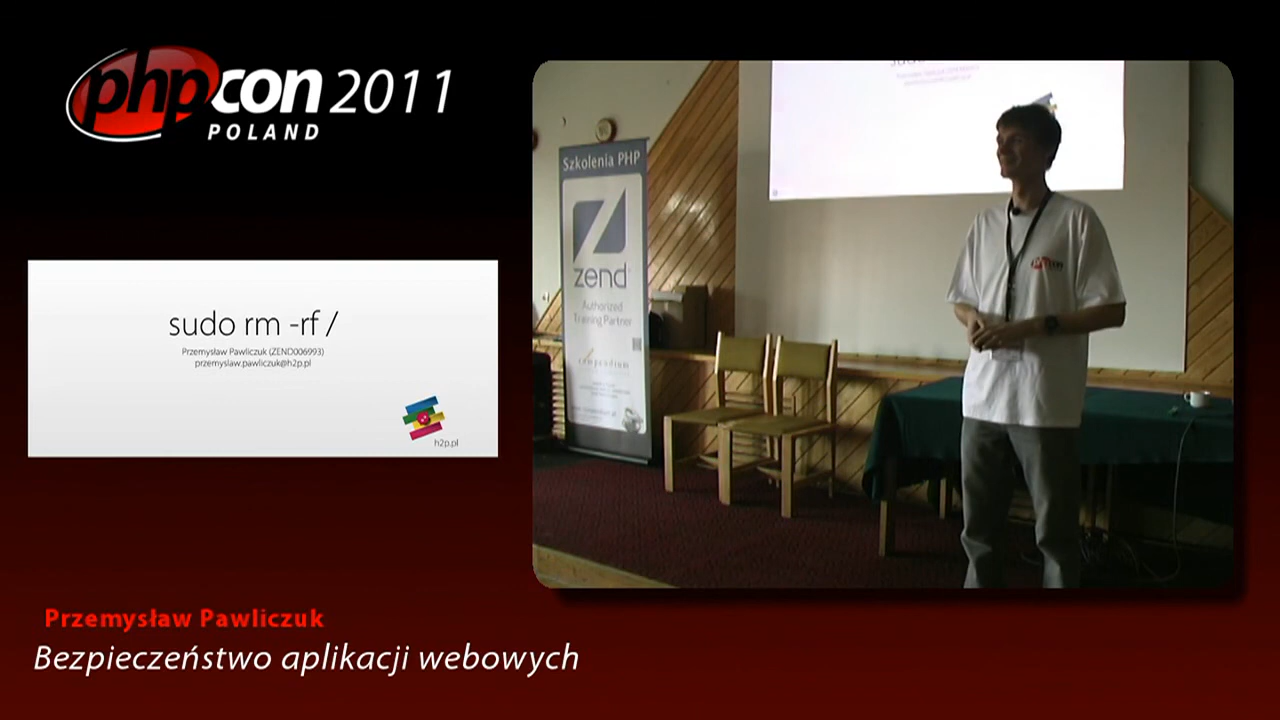 phpcon 2011
POLAND
sudo rm -rf /
Przemysław Pawliczuk (ZEND006993)
przemyslaw.pawliczuk@h2p.pl
h2p.pl
Szkolenia PHP
zend
Authorized
Training Partner
compendium
Przemysław Pawliczuk
Bezpieczeństwo aplikacji webowych